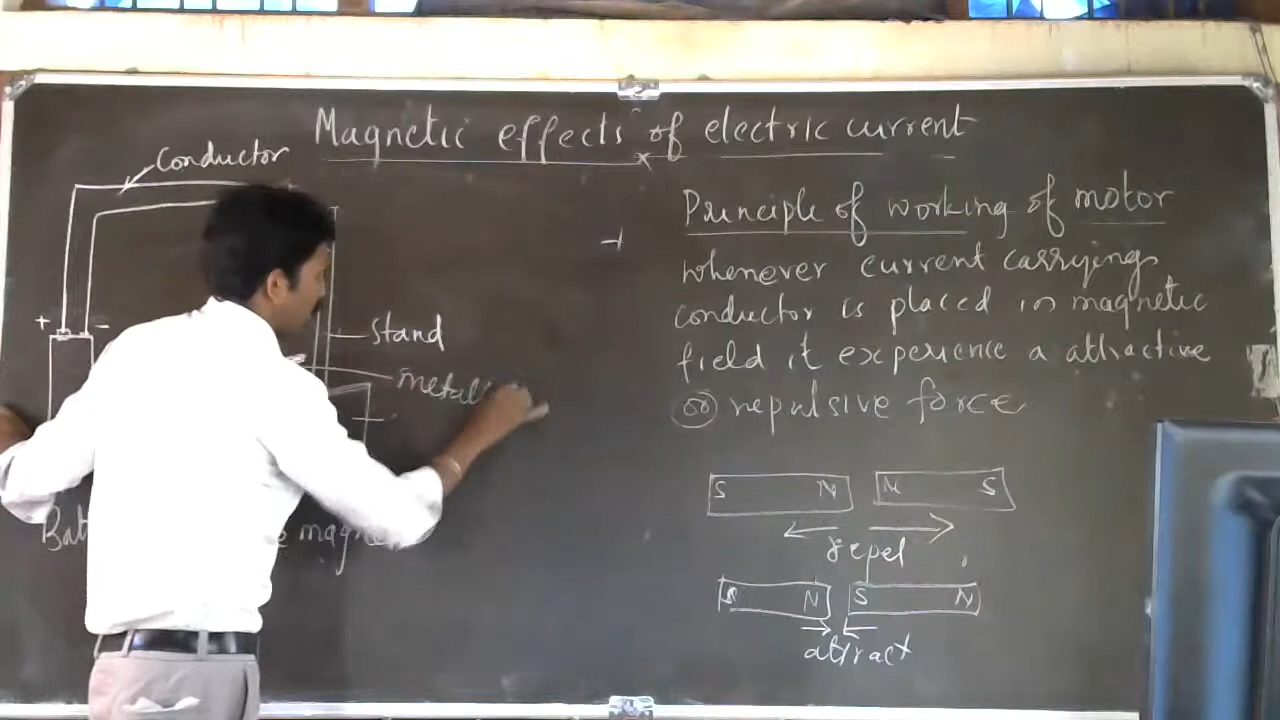 Magnetic effects of electric current
Conductor
+ -
Stand
Principle of working of motor
whenever current carrying
conductor is placed in magnetic
field it experience a attractive
or repulsive force
S N N S
repel
S N S N
attract